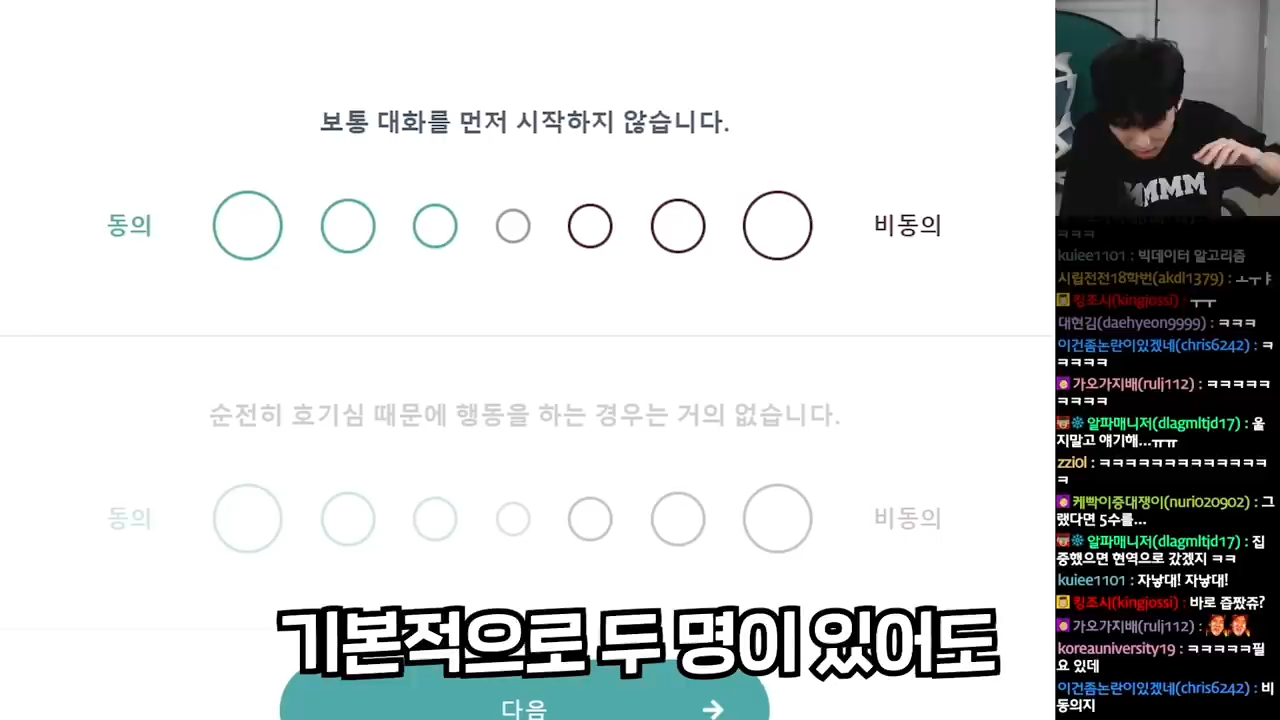 보통 대화를 먼저 시작하지 않습니다.
동의
비동의
순전히 호기심 때문에 행동을 하는 경우는 거의 없습니다.
동의
비동의
기본적으로 두 명이 있어도
다음
MMM
ㅋㅋㅋ
kuiee1101 : 빅데이터 알고리즘
시립전전18학번(akdl1379) : ㅗㅜㅑ
킹조시(kingjossi) : ㅜㅜ
대현김(daehyeon9999) : ㅋㅋㅋ
이건좀논란이있겠네(chris6242) : ㅋ
ㅋㅋㅋㅋ
가오가지배(rulj112) : ㅋㅋㅋㅋㅋ
ㅋㅋㅋㅋ
알파매니저(dlagmltjd17) : 울
지말고 얘기해...ㅠㅠ
zziol : ㅋㅋㅋㅋㅋㅋㅋㅋㅋㅋㅋㅋㅋ
ㅋ
케빡이중대쟁이(nuri020902) : 그
랬다면 5수를...
알파매니저(dlagmltjd17) : 집
중했으면 현역으로 갔겠지 ㅋㅋ
kuiee1101 : 자낳대! 자낳대!
킹조시(kingjossi) : 바로 즙짰쥬?
가오가지배(rulj112) :
koreauniversity19 : ㅋㅋㅋㅋㅋ필
요 있데
이건좀논란이있겠네(chris6242) : 비
동의지